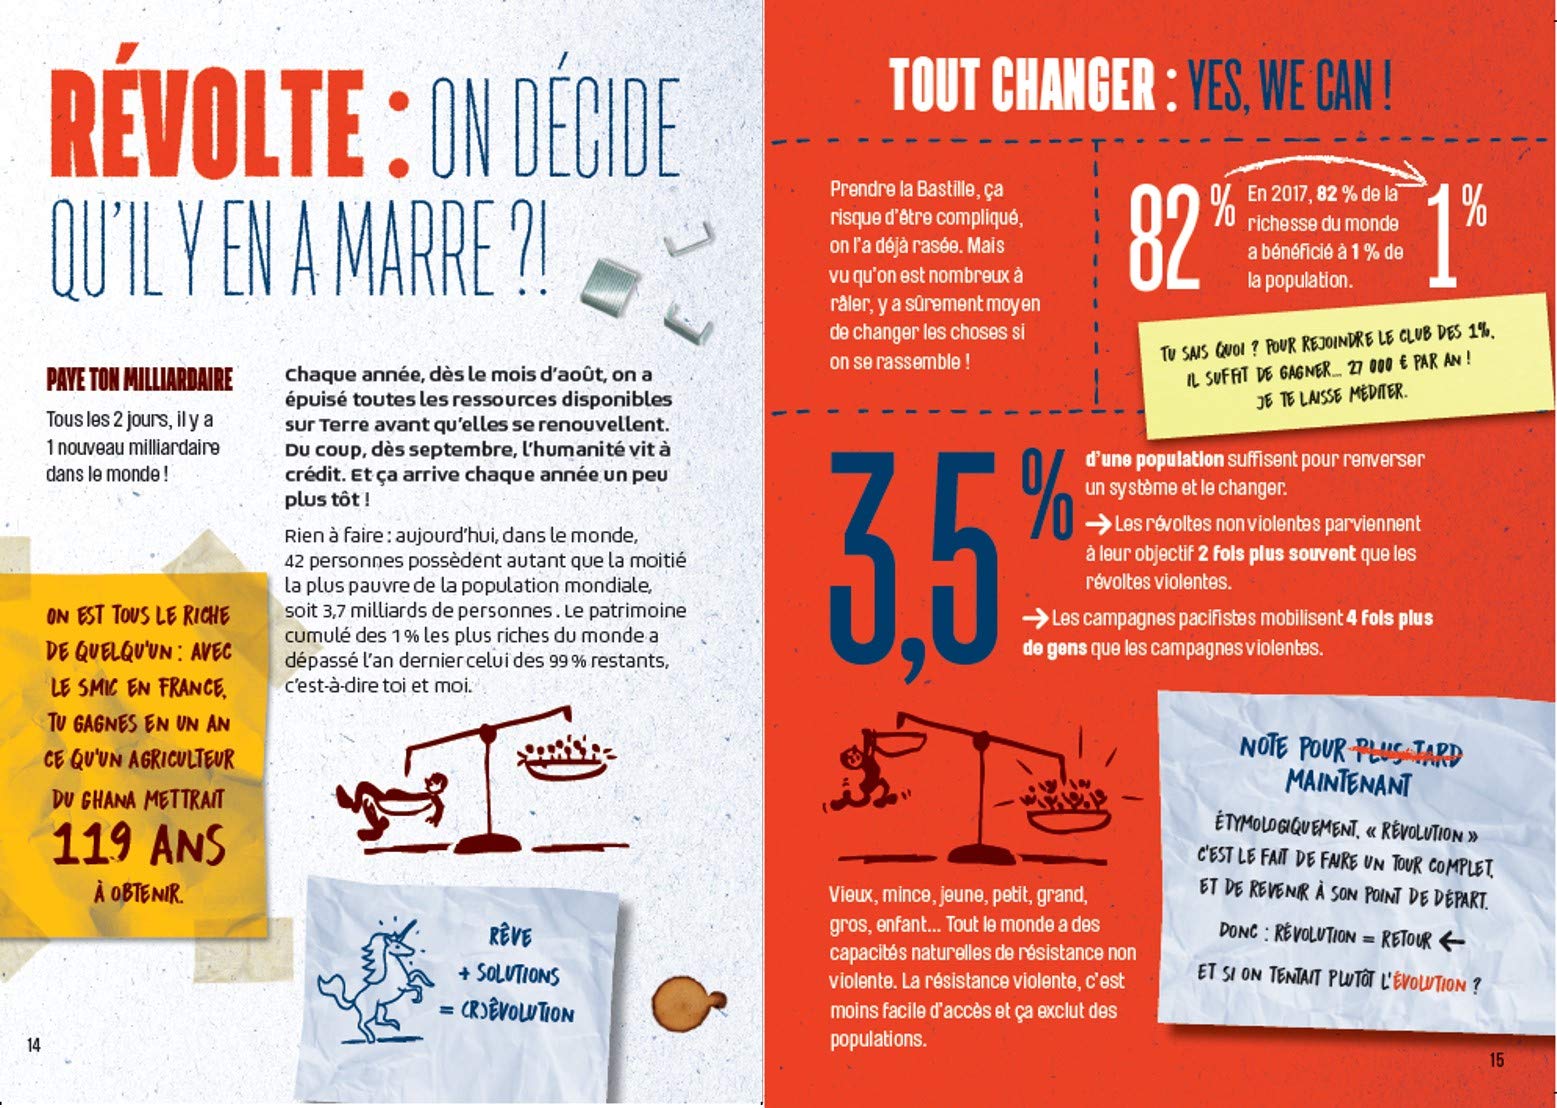 RÉVOLTE : ON DÉCIDE
QU'IL Y EN A MARRE ?!
PAYE TON MILLIARDAIRE
Tous les 2 jours, il y a
1 nouveau milliardaire
dans le monde !
Chaque année, dès le mois d'août, on a
épuisé toutes les ressources disponibles
sur Terre avant qu'elles se renouvellent.
Du coup, dès septembre, l'humanité vit à
crédit. Et ça arrive chaque année un peu
plus tôt !
Rien à faire : aujourd'hui, dans le monde,
42 personnes possèdent autant que la moitié
la plus pauvre de la population mondiale,
soit 3,7 milliards de personnes . Le patrimoine
cumulé des 1 % les plus riches du monde a
dépassé l'an dernier celui des 99 % restants,
c'est-à-dire toi et moi.
ON EST TOUS LE RICHE
DE QUELQU'UN : AVEC
LE SMIC EN FRANCE,
TU GAGNES EN UN AN
CE QU'UN AGRICULTEUR
DU GHANA METTRAIT
119 ANS
À OBTENIR.
RÊVE
+ SOLUTIONS
= (R)ÉVOLUTION
14
TOUT CHANGER : YES, WE CAN !
Prendre la Bastille, ça
risque d'être compliqué,
on l'a déjà rasée. Mais
vu qu'on est nombreux à
râler, y a sûrement moyen
de changer les choses si
on se rassemble !
82 %
En 2017, 82 % de la
richesse du monde
a bénéficié à 1 % de
la population.
1 %
TU SAIS QUOI ? POUR REJOINDRE LE CLUB DES 1%,
IL SUFFIT DE GAGNER... 27 000 € PAR AN !
JE TE LAISSE MÉDITER.
3,5 %
d'une population suffisent pour renverser
un système et le changer.
→ Les révoltes non violentes parviennent
à leur objectif 2 fois plus souvent que les
révoltes violentes.
→ Les campagnes pacifistes mobilisent 4 fois plus
de gens que les campagnes violentes.
Vieux, mince, jeune, petit, grand,
gros, enfant... Tout le monde a des
capacités naturelles de résistance non
violente. La résistance violente, c'est
moins facile d'accès et ça exclut des
populations.
NOTE POUR PLUS TARD
MAINTENANT
ÉTYMOLOGIQUEMENT, « RÉVOLUTION »
C'EST LE FAIT DE FAIRE UN TOUR COMPLET,
ET DE REVENIR À SON POINT DE DÉPART.
DONC : RÉVOLUTION = RETOUR ←
ET SI ON TENTAIT PLUTÔT L'ÉVOLUTION ?
15